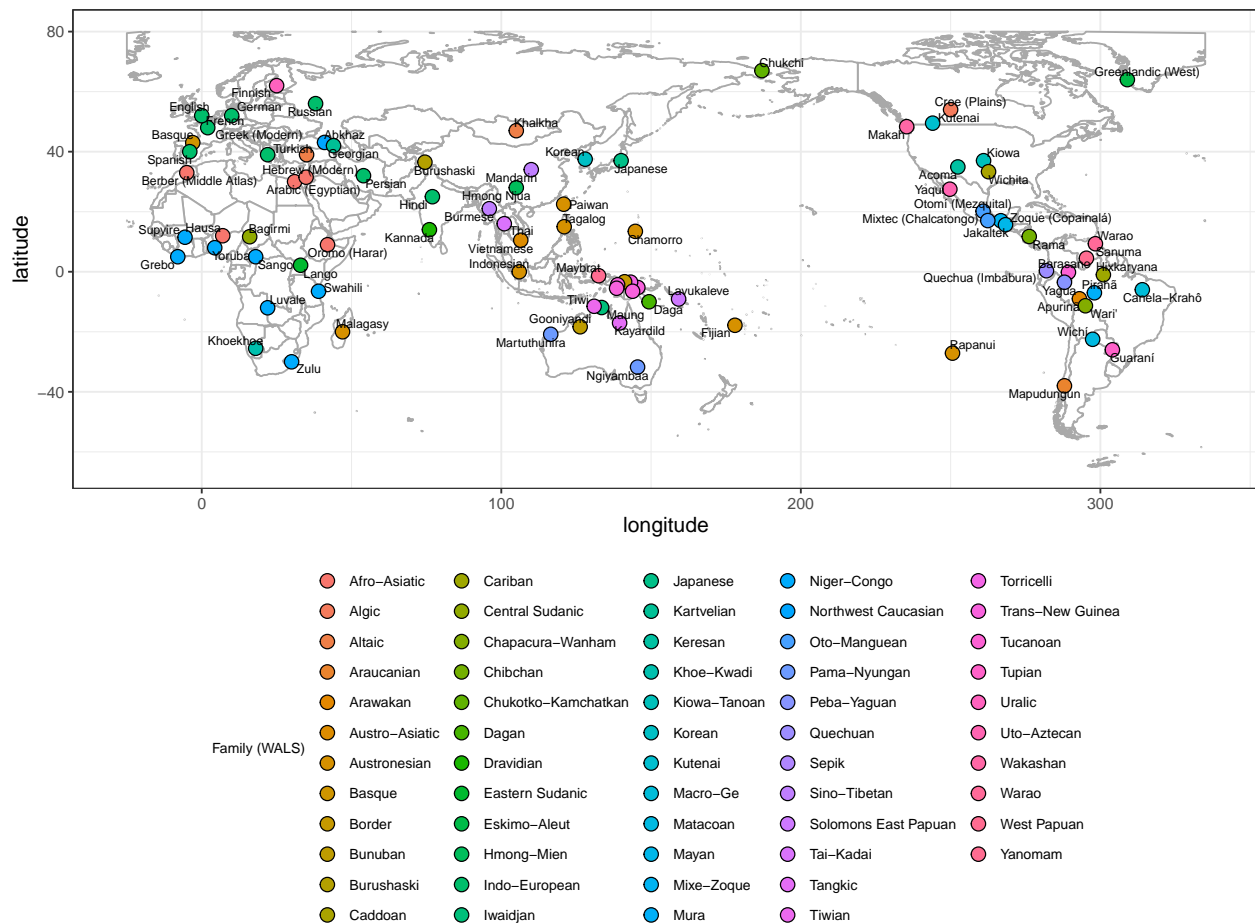 80
40
0
−40
latitude
Chukchi
Greenlandic (West)
Finnish
English
German
French
Russian
Khalkha
Cree (Plains)
Kutenai
Makah
Basque
Greek (Modern)
Abkhaz
Turkish
Georgian
Spanish
Hebrew (Modern)
Berber (Middle Atlas)
Arabic (Egyptian)
Persian
Burushaski
Korean
Japanese
Mandarin
Hindi
Hmong Njua
Kiowa
Acoma
Wichita
Yaqui
Paiwan
Burmese
Tagalog
Thai
Otomi (Mezquital)
Mixtec (Chalcatongo)
Zoque (Copainalá)
Jakaltek
Supyire
Hausa
Bagirmi
Oromo (Harar)
Kannada
Vietnamese
Chamorro
Rama
Warao
Sanuma
Grebo
Yoruba
Sango
Lango
Indonesian
Maybrat
Barasano
Hixkaryana
Quechua (Imbabura)
Swahili
Luvale
Tiwi
Maung
Lavukaleve
Daga
Yagua
Pirahã
Canela−Krahô
Apurinã
Wari'
Malagasy
Gooniyandi
Kayardild
Fijian
Martuthunira
Khoekhoe
Zulu
Ngiyambaa
Rapanui
Wichí
Guaraní
Mapudungun
0
100
200
300
longitude
Family (WALS)
Afro−Asiatic
Algic
Altaic
Araucanian
Arawakan
Austro−Asiatic
Austronesian
Basque
Border
Bunuban
Burushaski
Caddoan
Cariban
Central Sudanic
Chapacura−Wanham
Chibchan
Chukotko−Kamchatkan
Dagan
Dravidian
Eastern Sudanic
Eskimo−Aleut
Hmong−Mien
Indo−European
Iwaidjan
Japanese
Kartvelian
Keresan
Khoe−Kwadi
Kiowa−Tanoan
Korean
Kutenai
Macro−Ge
Matacoan
Mayan
Mixe−Zoque
Mura
Niger−Congo
Northwest Caucasian
Oto−Manguean
Pama−Nyungan
Peba−Yaguan
Quechuan
Sepik
Sino−Tibetan
Solomons East Papuan
Tai−Kadai
Tangkic
Tiwian
Torricelli
Trans−New Guinea
Tucanoan
Tupian
Uralic
Uto−Aztecan
Wakashan
Warao
West Papuan
Yanomam